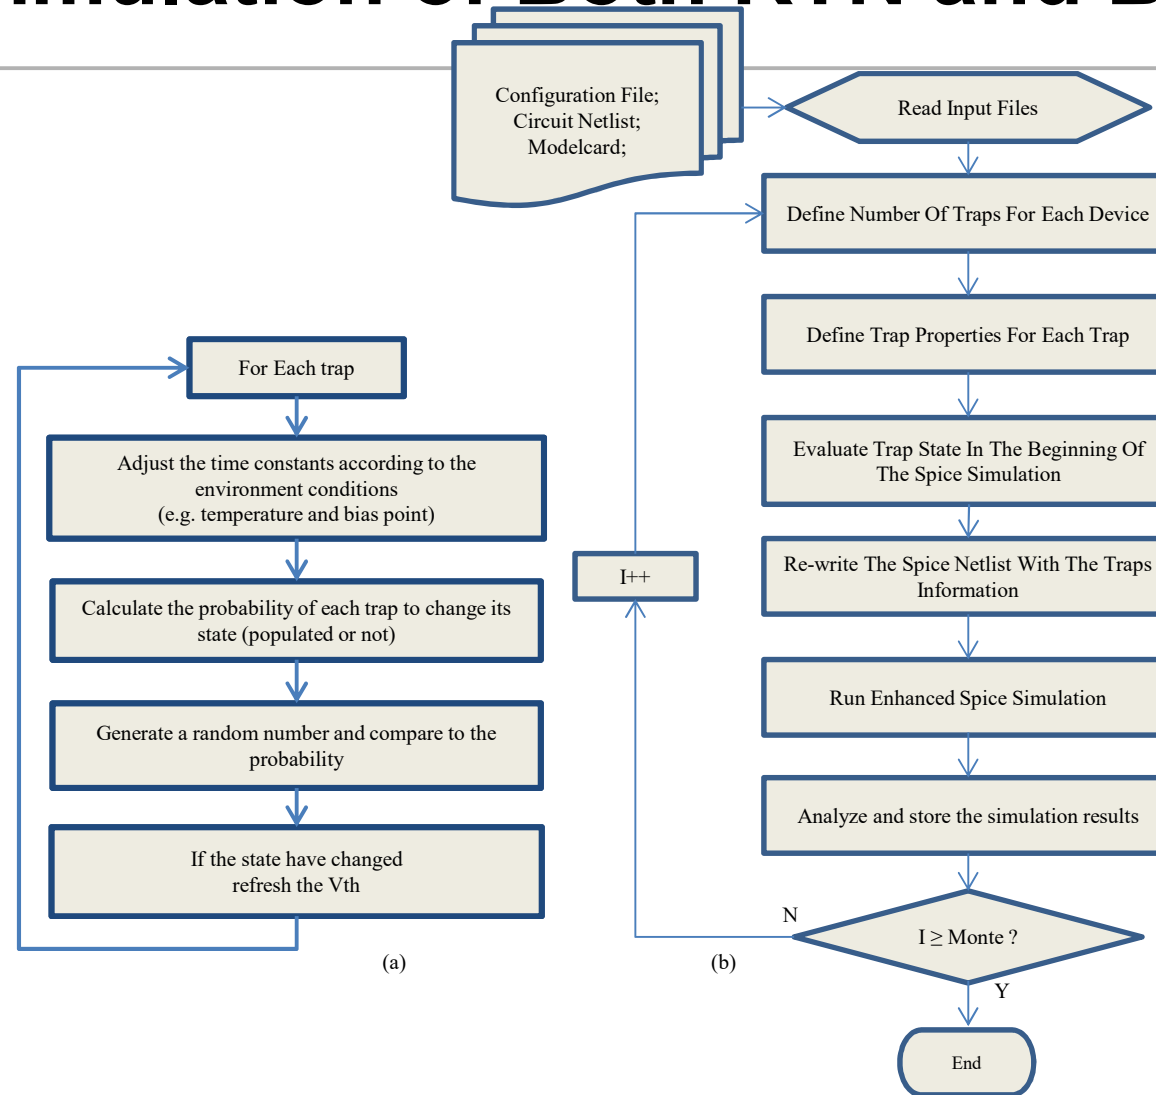 Configuration File;
Circuit Netlist;
Modelcard;
Read Input Files
Define Number Of Traps For Each Device
Define Trap Properties For Each Trap
Evaluate Trap State In The Beginning Of
The Spice Simulation
Re-write The Spice Netlist With The Traps
Information
Run Enhanced Spice Simulation
Analyze and store the simulation results
I ≥ Monte ?
N
Y
End
I++
For Each trap
Adjust the time constants according to the
environment conditions
(e.g. temperature and bias point)
Calculate the probability of each trap to change its
state (populated or not)
Generate a random number and compare to the
probability
If the state have changed
refresh the Vth
(a)
(b)